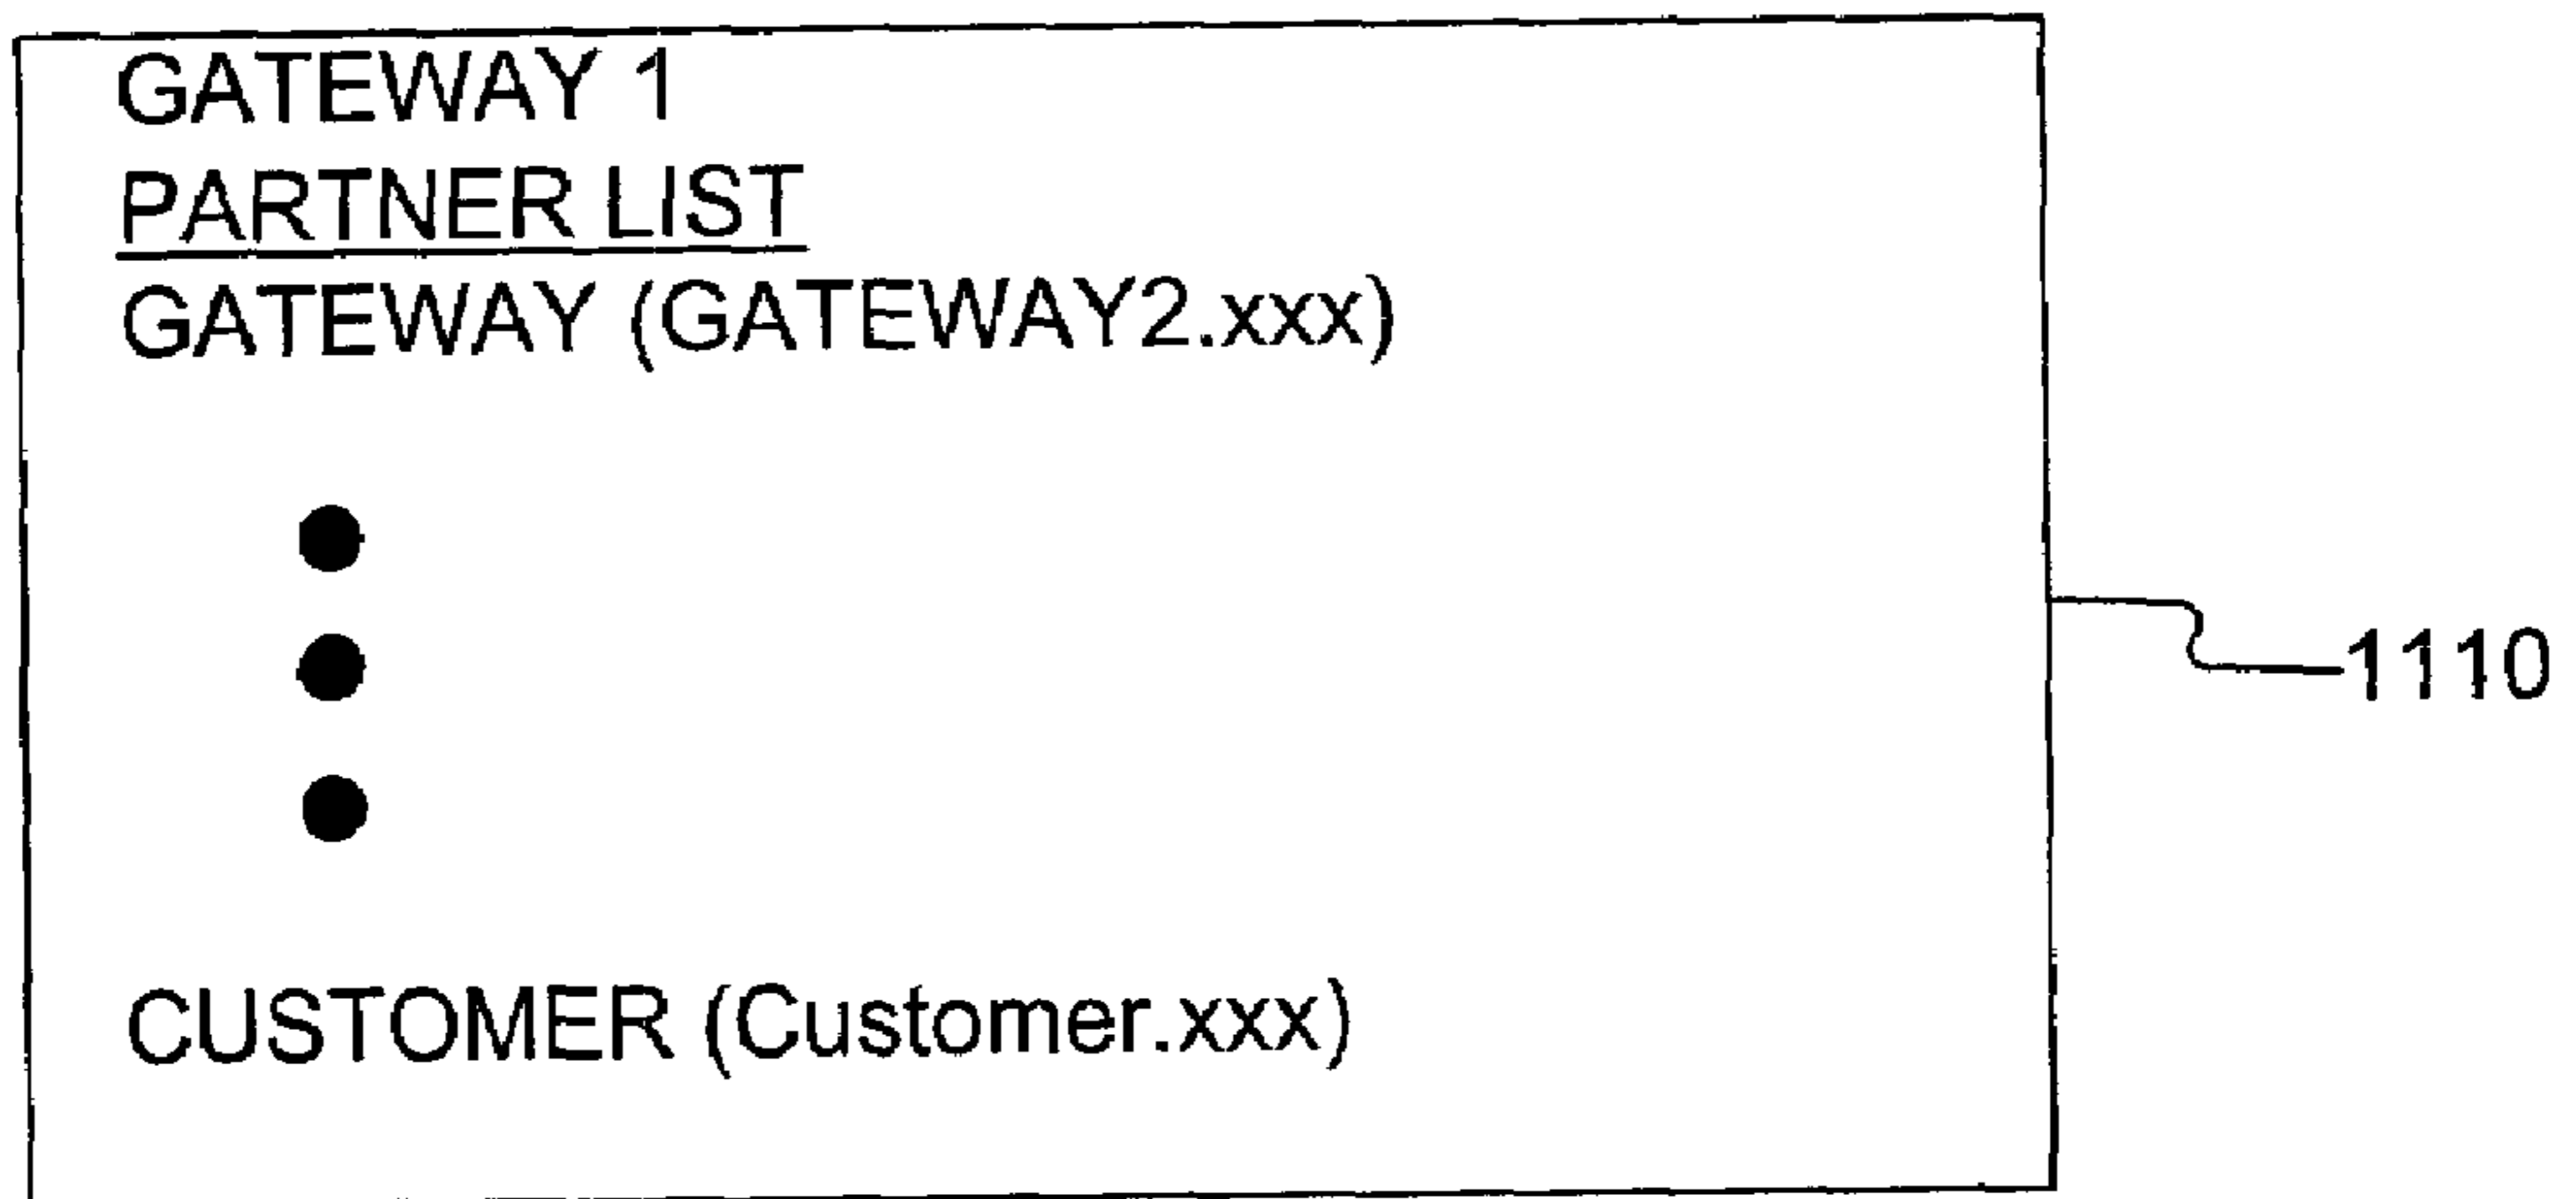 GATEWAY 1
PARTNER LIST
GATEWAY (GATEWAY2.xxx)
1110
CUSTOMER (Customer.xxx)